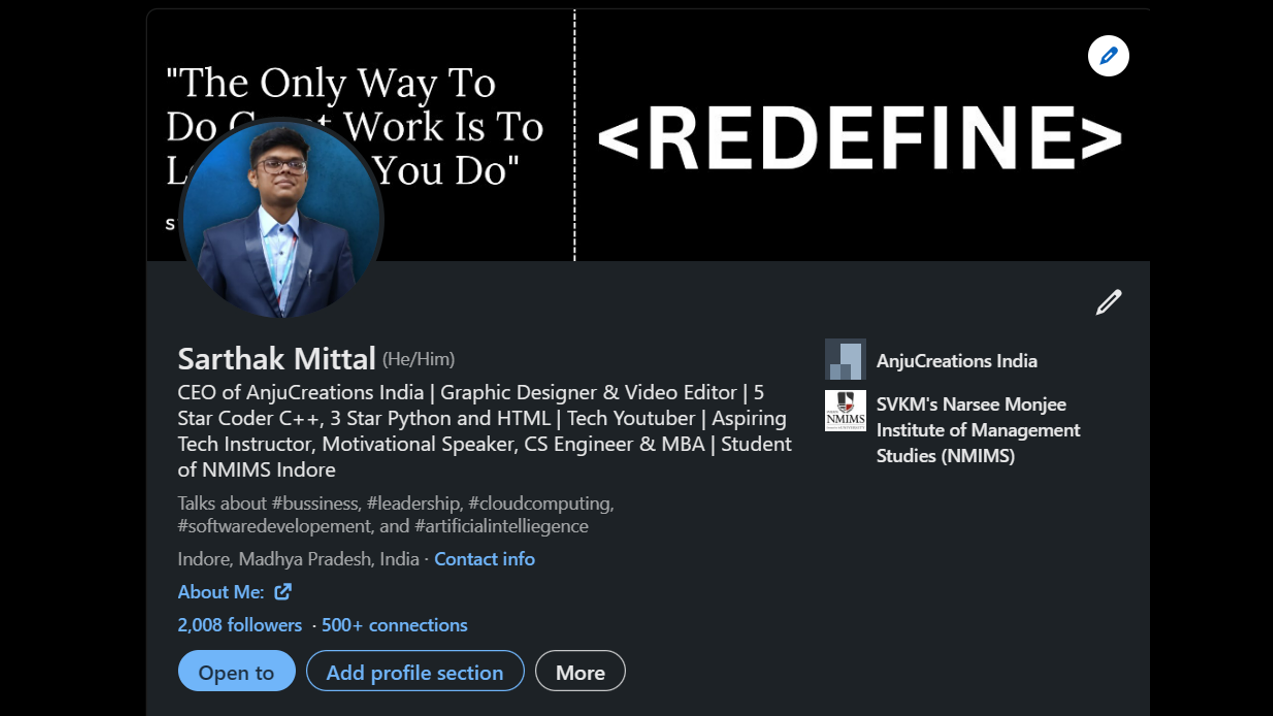 "The Only Way To
Do Work Is To
You Do"
<REDEFINE>
Sarthak Mittal (He/Him)
CEO of AnjuCreations India | Graphic Designer & Video Editor | 5
Star Coder C++, 3 Star Python and HTML | Tech Youtuber | Aspiring
Tech Instructor, Motivational Speaker, CS Engineer & MBA | Student
of NMIMS Indore
Talks about #bussiness, #leadership, #cloudcomputing,
#softwaredevelopement, and #artificialintelliegence
Indore, Madhya Pradesh, India · Contact info
About Me:
2,008 followers · 500+ connections
Open to
Add profile section
More
AnjuCreations India
NMIMS
SVKM's Narsee Monjee
Institute of Management
Studies (NMIMS)